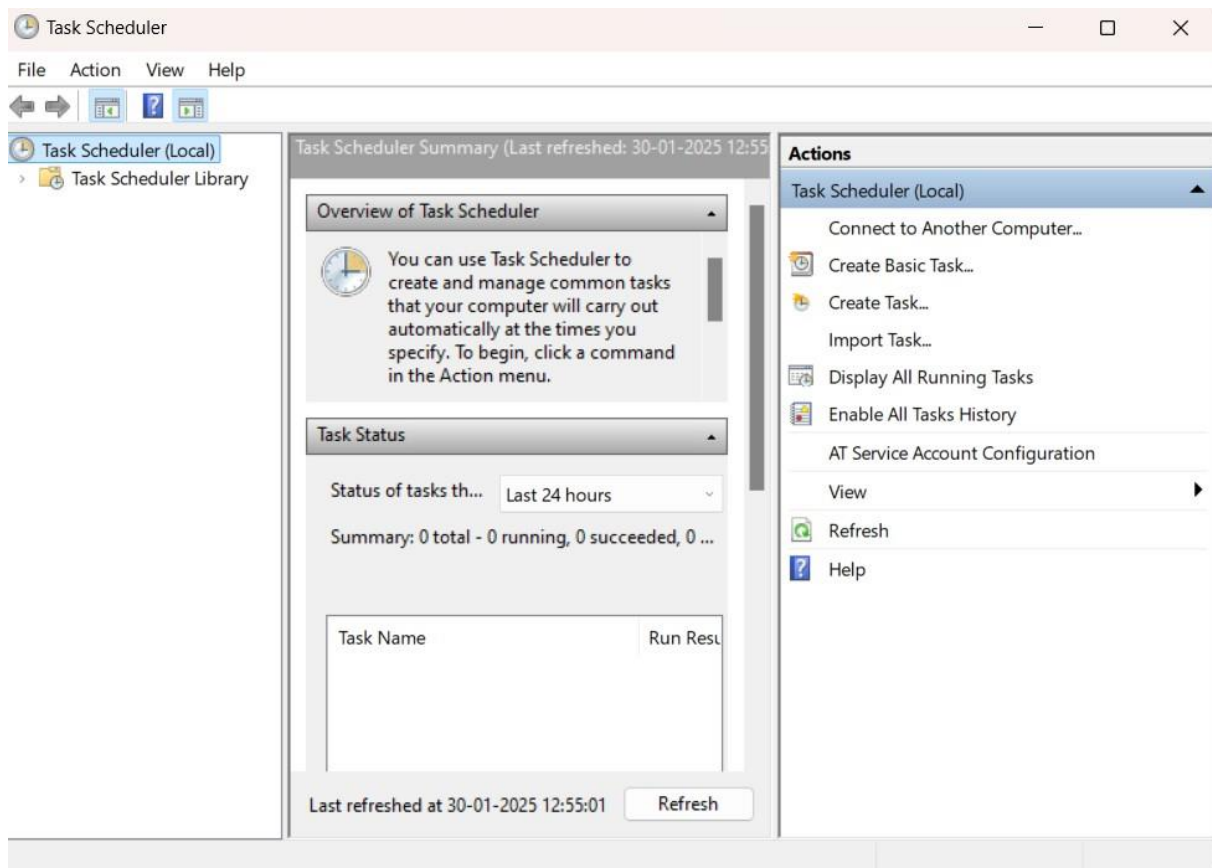 Task Scheduler
File Action View Help
Task Scheduler (Local)
Task Scheduler Library
Task Scheduler Summary (Last refreshed: 30-01-2025 12:55
Overview of Task Scheduler
You can use Task Scheduler to
create and manage common tasks
that your computer will carry out
automatically at the times you
specify. To begin, click a command
in the Action menu.
Task Status
Status of tasks th... Last 24 hours
Summary: 0 total - 0 running, 0 succeeded, 0 ...
Task Name Run Resu
Last refreshed at 30-01-2025 12:55:01 Refresh
Actions
Task Scheduler (Local)
Connect to Another Computer...
Create Basic Task...
Create Task...
Import Task...
Display All Running Tasks
Enable All Tasks History
AT Service Account Configuration
View
Refresh
Help